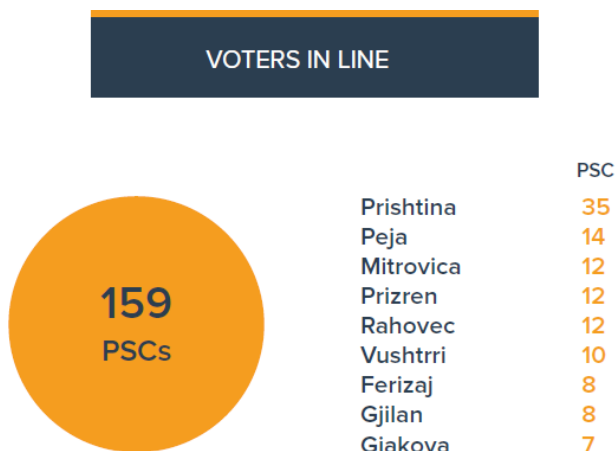 VOTERS IN LINE
PSC
159
PSCs
Prishtina 35
Peja 14
Mitrovica 12
Prizren 12
Rahovec 12
Vushtrri 10
Ferizaj 8
Gjilan 8
Gjakova 7